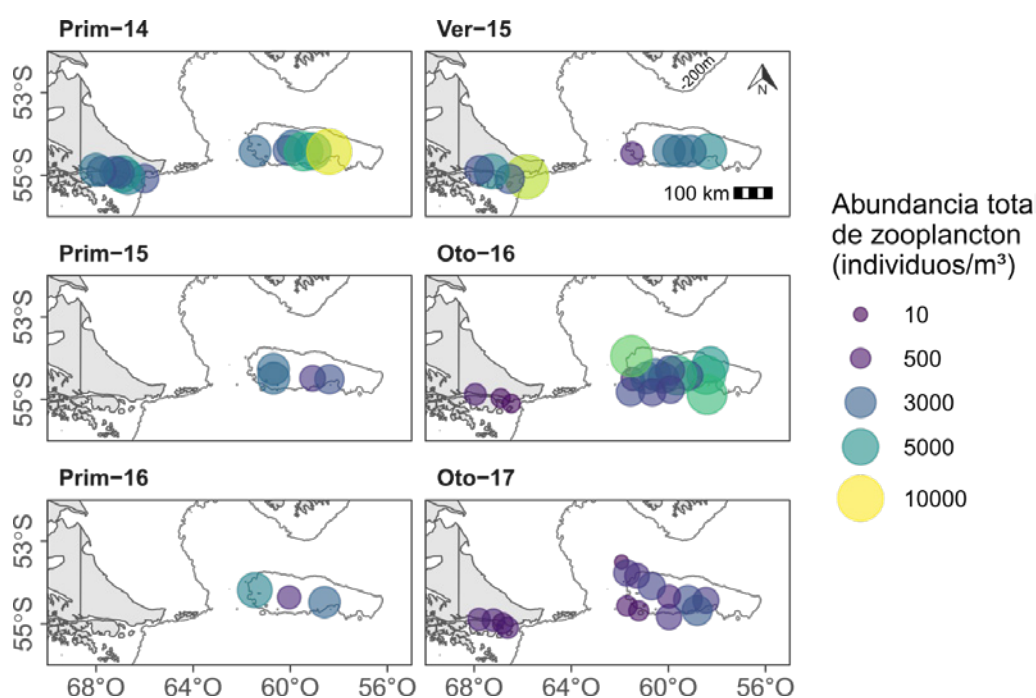 Prim−14
Ver−15
53°S
55°S
-200m
N
100 km
Prim−15
Oto−16
53°S
55°S
Prim−16
Oto−17
53°S
55°S
68°O 64°O 60°O 56°O
68°O 64°O 60°O 56°O
Abundancia tota
de zooplancton
(individuos/m³)
10
500
3000
5000
10000